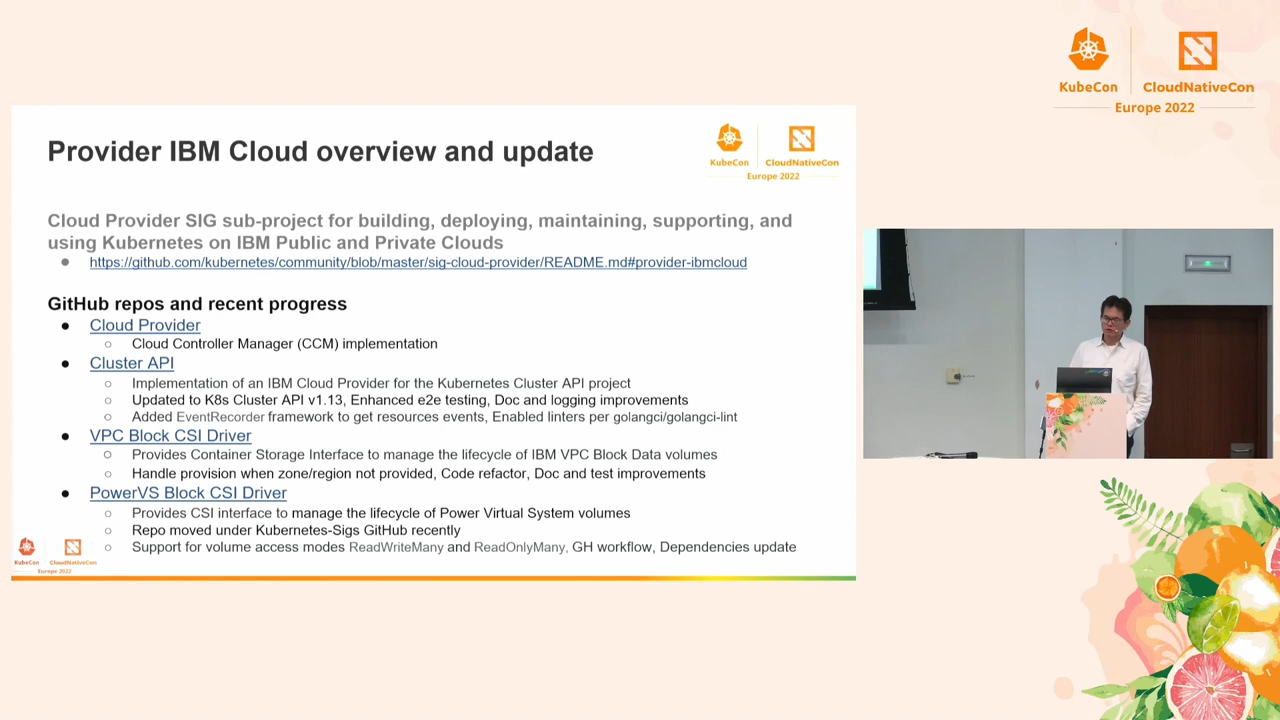 KubeCon
CloudNativeCon
Europe 2022
Provider IBM Cloud overview and update
KubeCon
CloudNativeCon
Europe 2022
Cloud Provider SIG sub-project for building, deploying, maintaining, supporting, and
using Kubernetes on IBM Public and Private Clouds
https://github.com/kubernetes/community/blob/master/sig-cloud-provider/README.md#provider-ibmcloud
GitHub repos and recent progress
Cloud Provider
Cloud Controller Manager (CCM) implementation
Cluster API
Implementation of an IBM Cloud Provider for the Kubernetes Cluster API project
Updated to K8s Cluster API v1.13, Enhanced e2e testing, Doc and logging improvements
Added EventRecorder framework to get resources events, Enabled linters per golangci/golangci-lint
VPC Block CSI Driver
Provides Container Storage Interface to manage the lifecycle of IBM VPC Block Data volumes
Handle provision when zone/region not provided, Code refactor, Doc and test improvements
PowerVS Block CSI Driver
Provides CSI interface to manage the lifecycle of Power Virtual System volumes
Repo moved under Kubernetes-Sigs GitHub recently
Support for volume access modes ReadWriteMany and ReadOnlyMany, GH workflow, Dependencies update
KubeCon
CloudNativeCon
Europe 2022